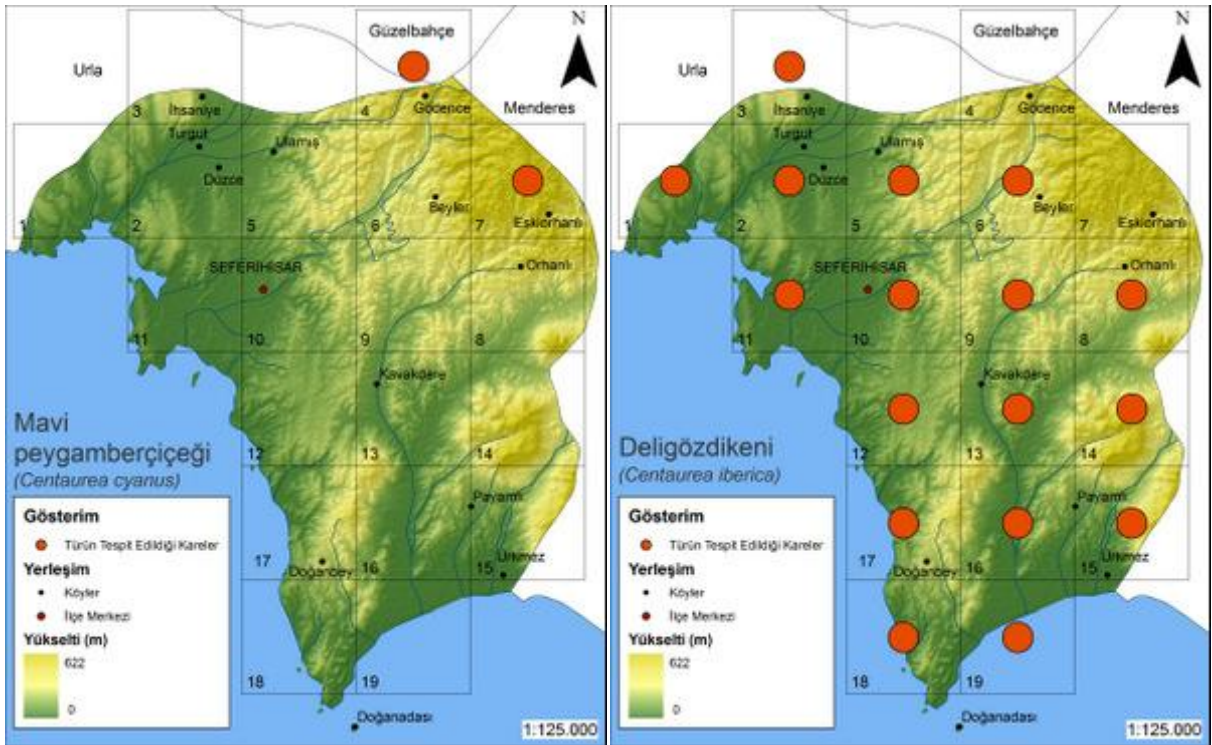 Güzelbahçe
N
Urla
3
4
Gödence
İhsaniye
Menderes
Turgut
Ulamış
Düzce
Beyler
Eskiorhanlı
1
2
5
6
7
SEFERİHİSAR
Orhanlı
11
10
9
8
Kavakdere
Mavi
peygamberçiçeği
(Centaurea cyanus)
12
13
14
Payamlı
Gösterim
Türün Tespit Edildiği Kareler
Yerleşim
Köyler
İlçe Merkezi
Yükselti (m)
622
0
17
Doğanbey
16
15
Ürkmez
18
19
Doğanadası
1:125.000
Güzelbahçe
N
Urla
3
4
Gödence
İhsaniye
Menderes
Turgut
Ulamış
Düzce
Beyler
Eskiorhanlı
1
2
5
6
7
SEFERİHİSAR
Orhanlı
11
10
9
8
Kavakdere
Deligözdikeni
(Centaurea iberica)
12
13
14
Payamlı
Gösterim
Türün Tespit Edildiği Kareler
Yerleşim
Köyler
İlçe Merkezi
Yükselti (m)
622
0
17
Doğanbey
16
15
Ürkmez
18
19
Doğanadası
1:125.000